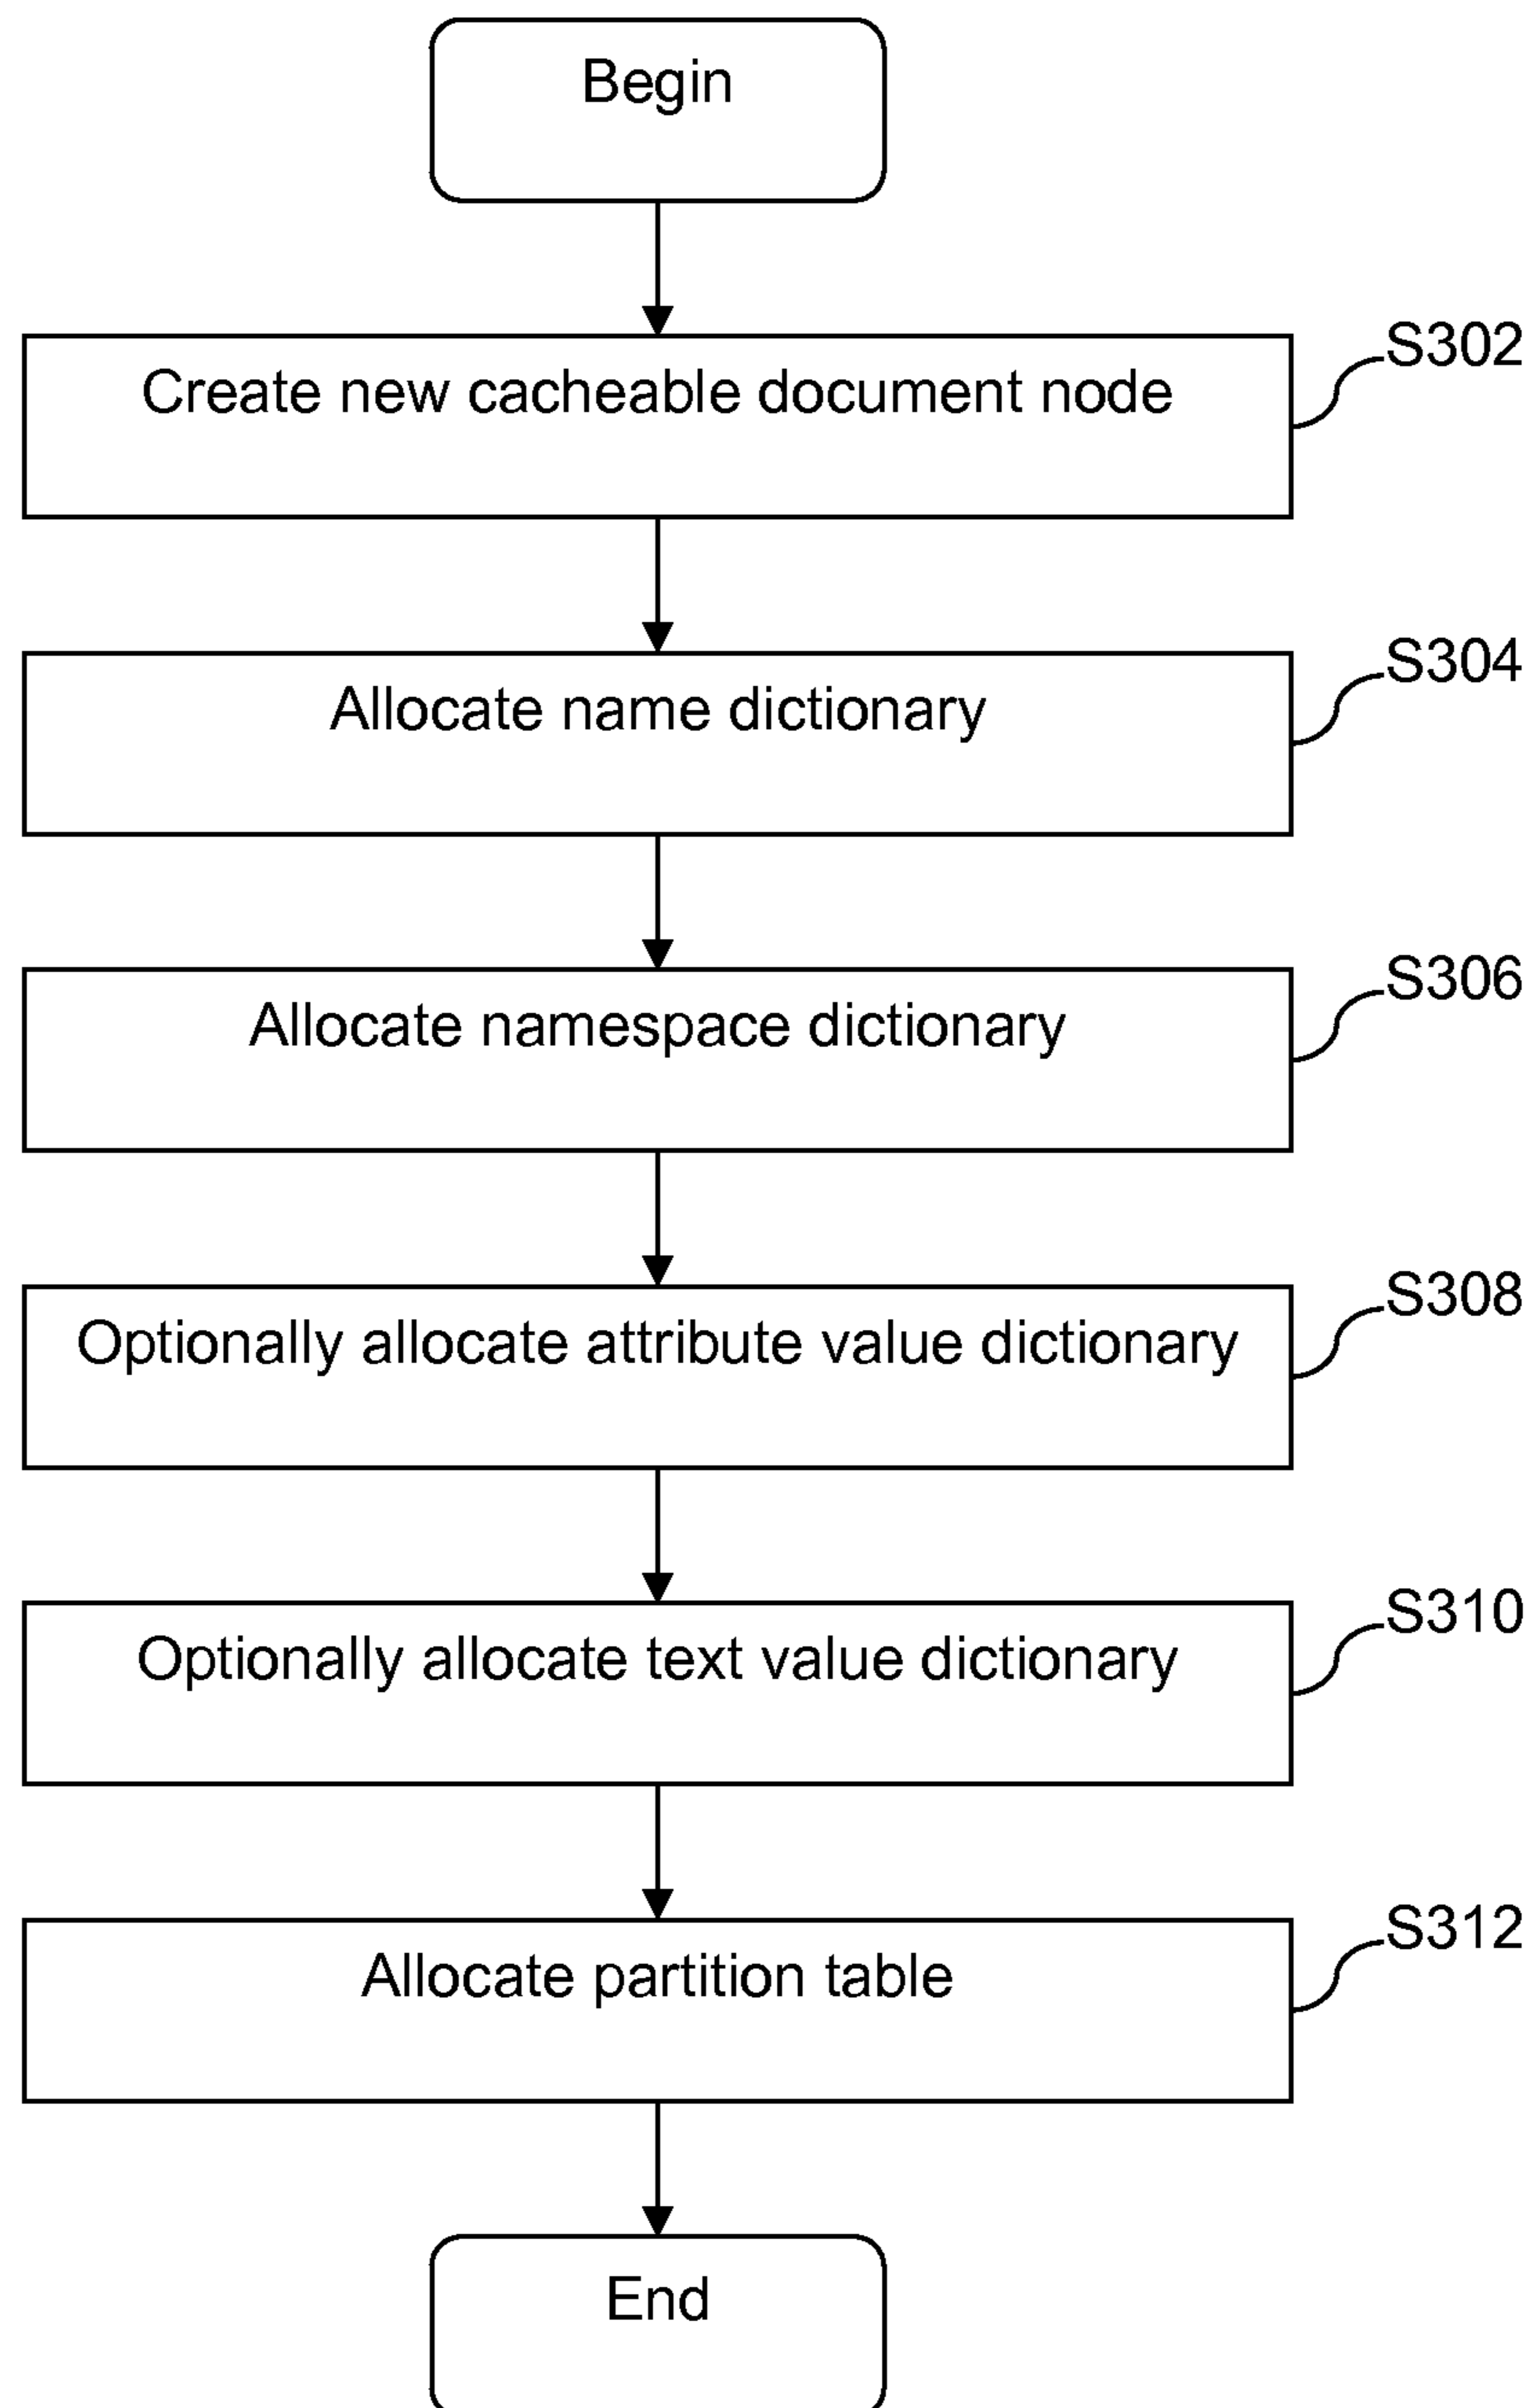 Begin
Create new cacheable document node
S302
Allocate name dictionary
S304
Allocate namespace dictionary
S306
Optionally allocate attribute value dictionary
S308
Optionally allocate text value dictionary
S310
Allocate partition table
S312
End